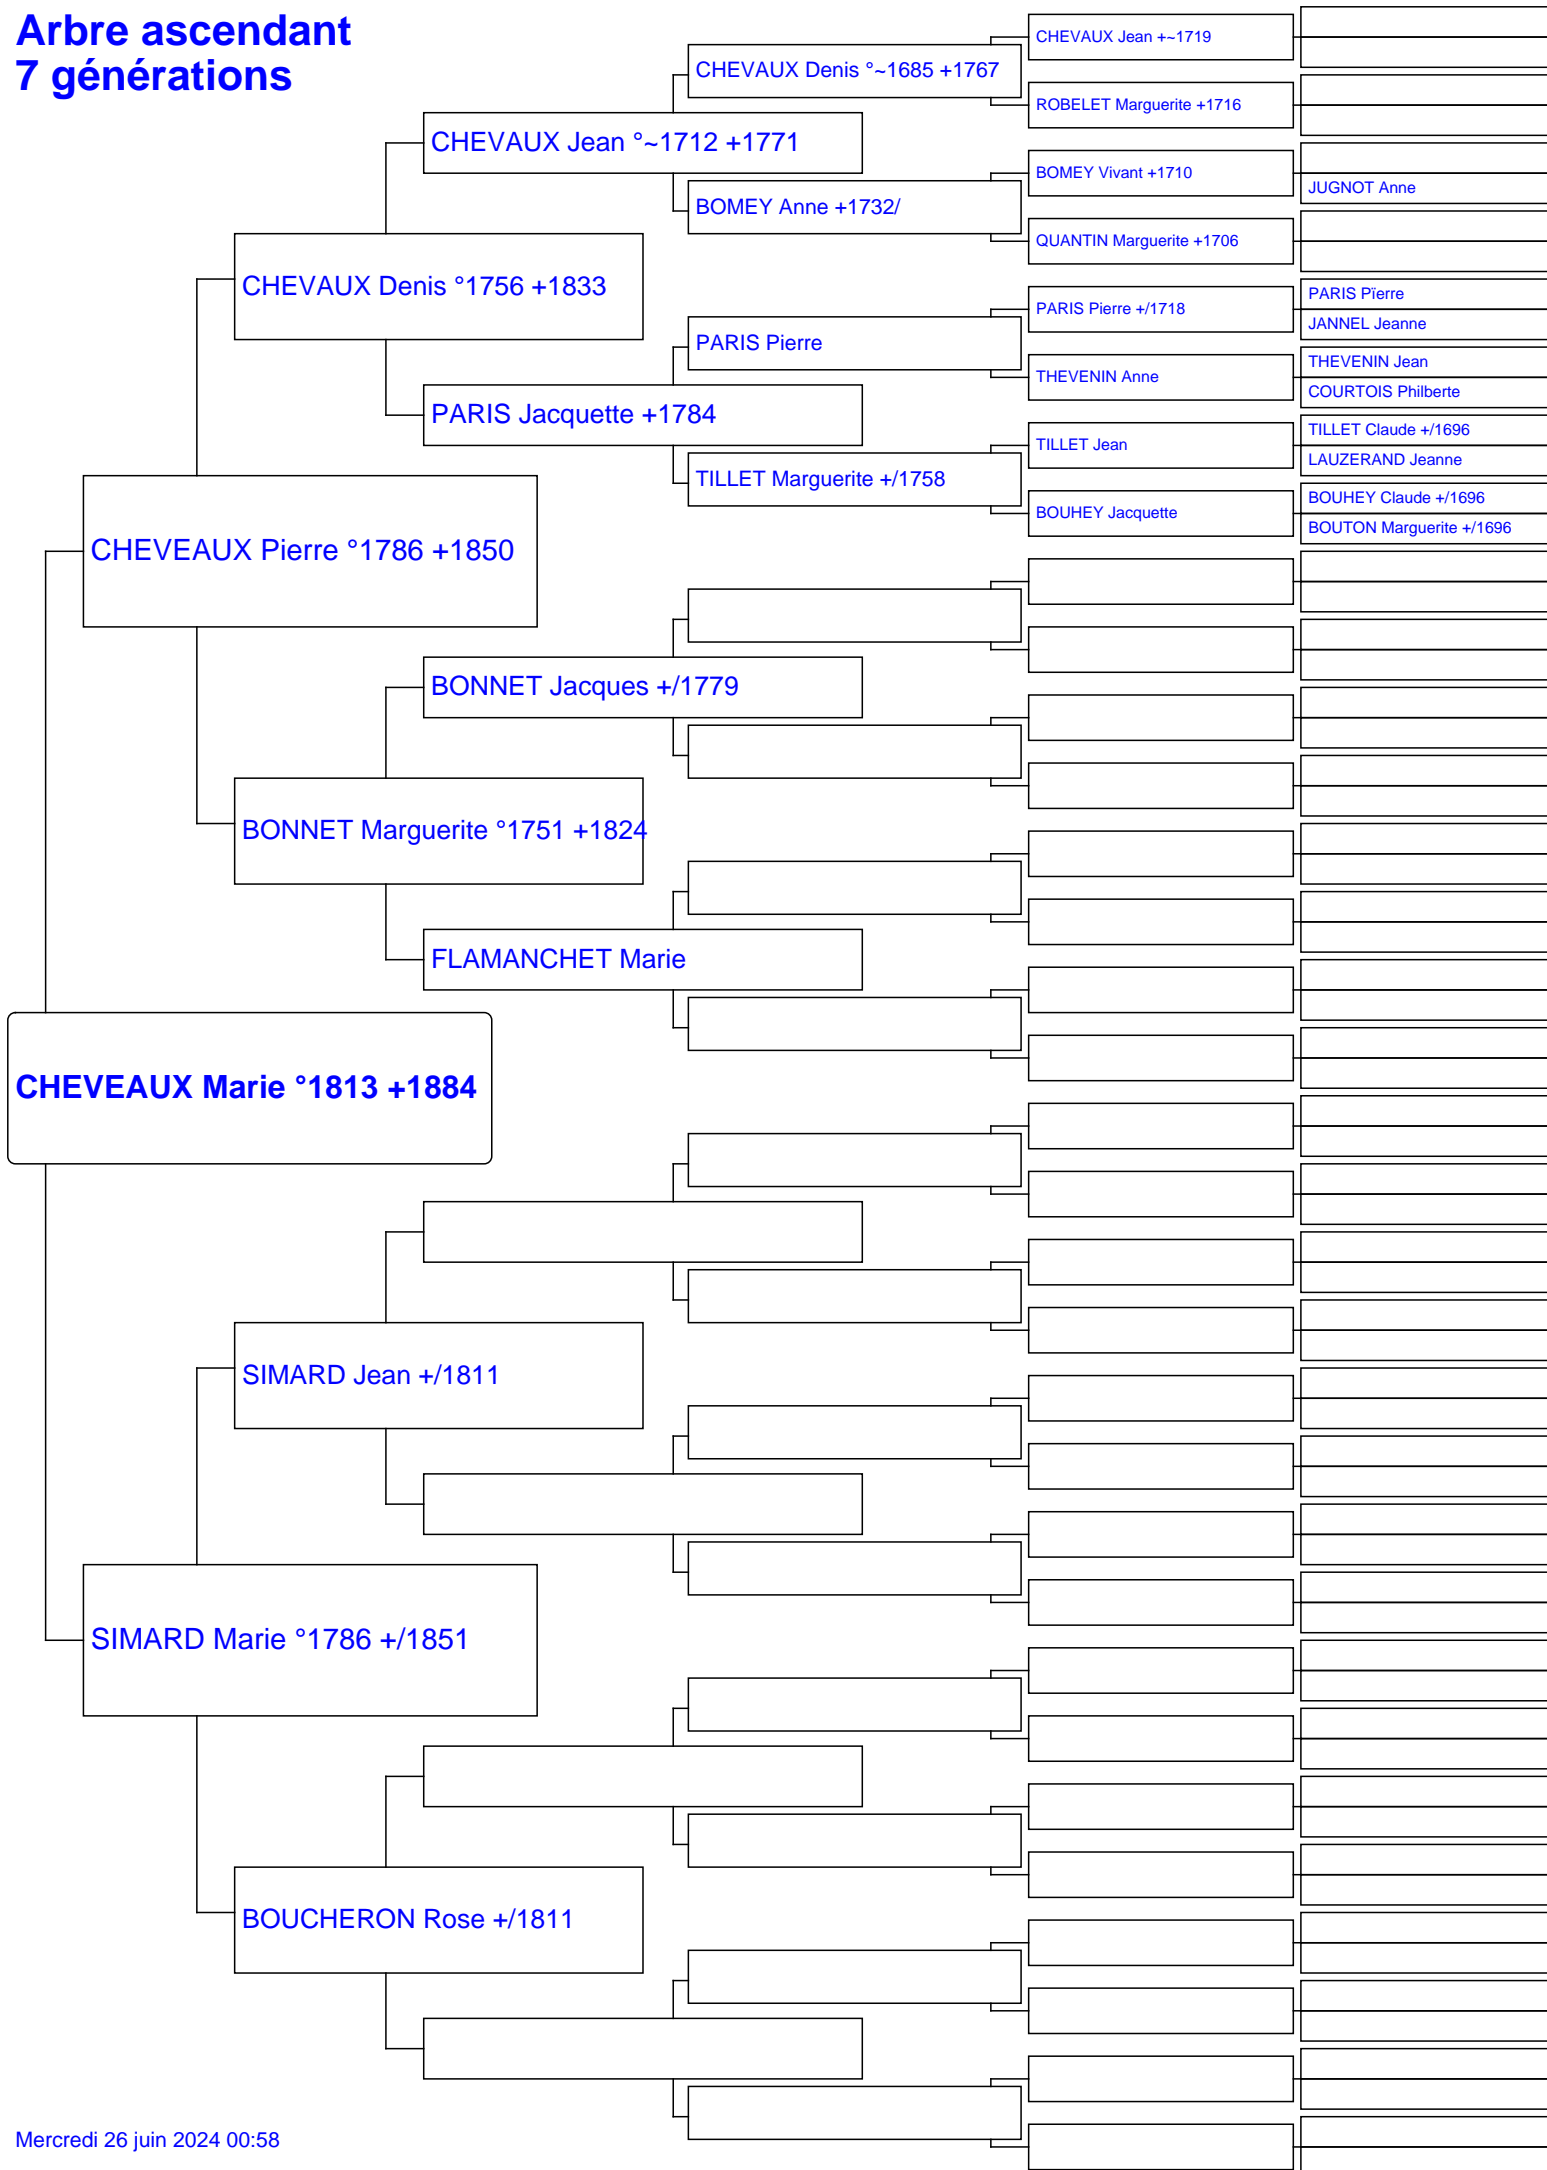 Arbre ascendant
7 générations
CHEVAUX Jean +~1719
CHEVAUX Denis °~1685 +1767
ROBELET Marguerite +1716
CHEVAUX Jean °~1712 +1771
BOMEY Vivant +1710
JUGNOT Anne
BOMEY Anne +1732/
QUANTIN Marguerite +1706
CHEVAUX Denis °1756 +1833
PARIS Pïerre
PARIS Pierre +/1718
JANNEL Jeanne
PARIS Pierre
THEVENIN Jean
THEVENIN Anne
COURTOIS Philberte
PARIS Jacquette +1784
TILLET Claude +/1696
TILLET Jean
LAUZERAND Jeanne
TILLET Marguerite +/1758
BOUHEY Claude +/1696
BOUHEY Jacquette
BOUTON Marguerite +/1696
CHEVEAUX Pierre °1786 +1850
BONNET Jacques +/1779
BONNET Marguerite °1751 +1824
FLAMANCHET Marie
CHEVEAUX Marie °1813 +1884
SIMARD Jean +/1811
SIMARD Marie °1786 +/1851
BOUCHERON Rose +/1811
Mercredi 26 juin 2024 00:58